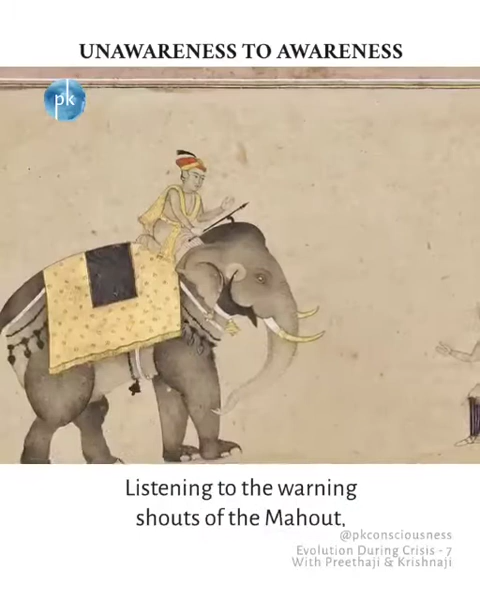 UNAWARENESS TO AWARENESS
pk
Listening to the warning
shouts of the Mahout,
@pkconsciousness
Evolution During Crisis - 7
With Preethaji & Krishnaji